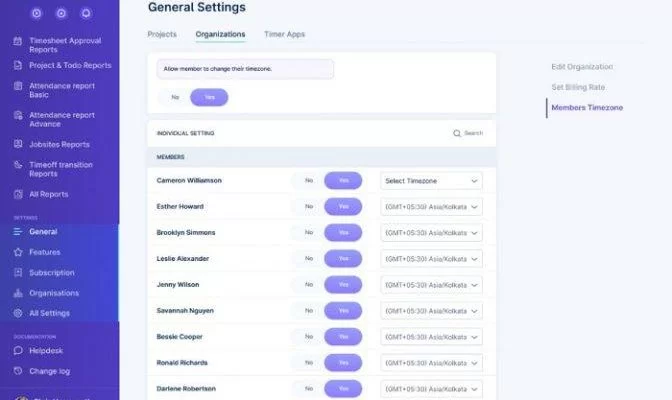 General Settings
Projects
Organizations
Timer Apps
Timesheet Approval
Reports
Project & Todo Reports
Attendance report
Basic
Attendance report
Advance
Jobsites Reports
Timeoff transition
Reports
All Reports
SETTINGS
General
Features
Subscription
Organisations
All Settings
DOCUMENTATION
Helpdesk
Change log
Allow member to change their timezone.
No Yes
INDIVIDUAL SETTING
Search
MEMBERS
Cameron Williamson No Yes Select Timezone
Esther Howard No Yes (GMT+05:30) Asia/Kolkata
Brooklyn Simmons No Yes (GMT+05:30) Asia/Kolkata
Leslie Alexander No Yes (GMT+05:30) Asia/Kolkata
Jenny Wilson No Yes (GMT+05:30) Asia/Kolkata
Savannah Nguyen No Yes (GMT+05:30) Asia/Kolkata
Bessie Cooper No Yes (GMT+05:30) Asia/Kolkata
Ronald Richards No Yes (GMT+05:30) Asia/Kolkata
Darlene Robertson No Yes (GMT+05:30) Asia/Kolkata
Edit Organization
Set Billing Rate
Members Timezone